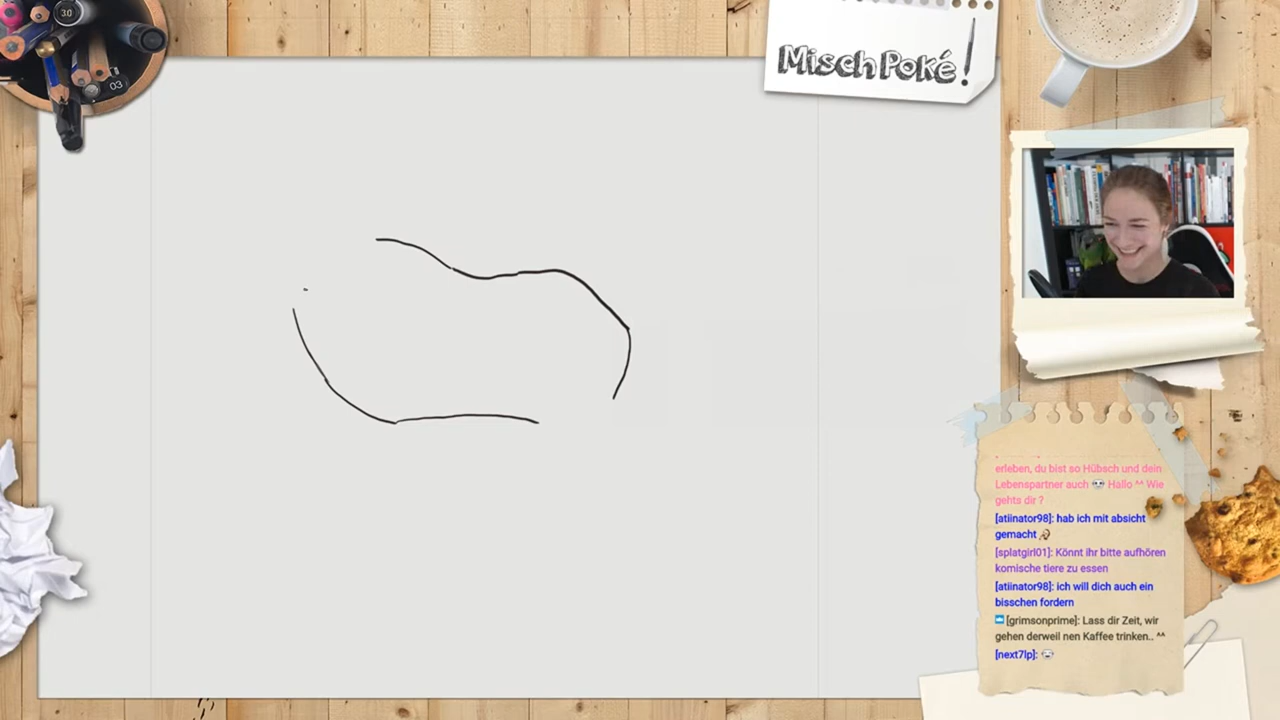 30
03
Misch Poké!
erleben, du bist so Hübsch und dein
Lebenspartner auch 
Hallo ^^ Wie
gehts dir ?
[atiinator98]: hab ich mit absicht
gemacht
[splatgirl01]: Könnt ihr bitte aufhören
komische tiere zu essen
[atiinator98]: ich will dich auch ein
bisschen fordern
[grimsonprime]: Lass dir Zeit, wir
gehen derweil nen Kaffee trinken.. ^^
[next7lp]: